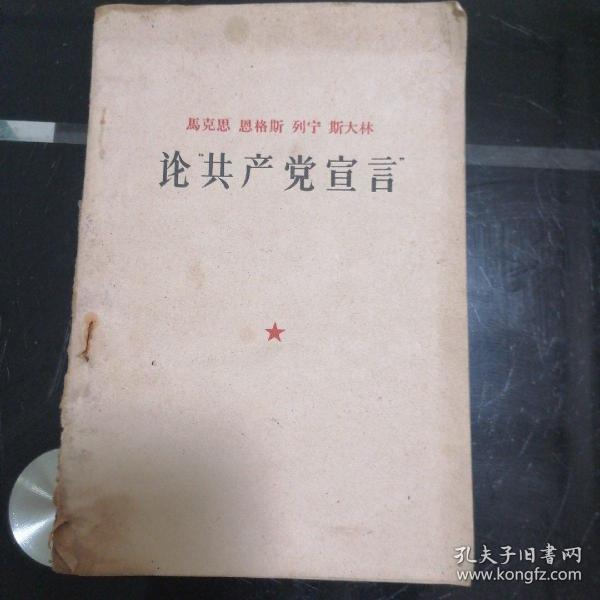 馬克思 恩格斯 列宁 斯大林
论“共产党宣言”
孔夫子旧书网
www.kongfz.com